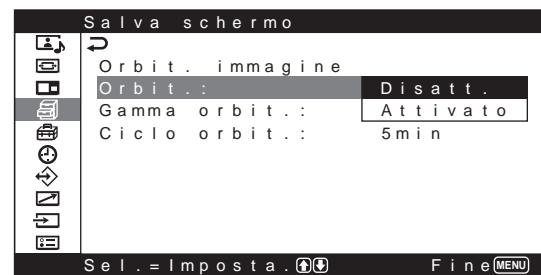 Salva schermo
Orbit. immagine
Orbit.: Disatt.
Gamma orbit.: Attivato
Ciclo orbit.: 5min
Sel.=Imposta. Fine MENU